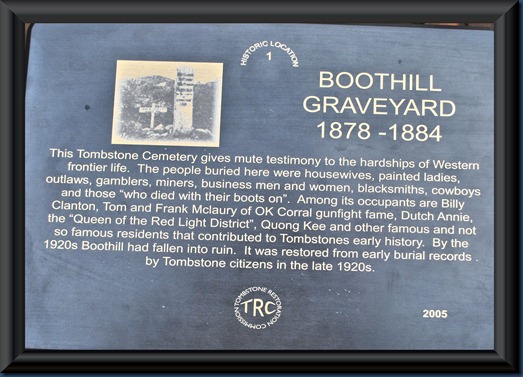 HISTORIC LOCATION
1
BOOTHILL
GRAVEYARD
1878 -1884
This Tombstone Cemetery gives mute testimony to the hardships of Western
frontier life. The people buried here were housewives, painted ladies,
outlaws, gamblers, miners, business men and women, blacksmiths, cowboys
and those “who died with their boots on”. Among its occupants are Billy
Clanton, Tom and Frank Mclaury of OK Corral gunfight fame, Dutch Annie,
the “Queen of the Red Light District”, Quong Kee and other famous and not
so famous residents that contributed to Tombstones early history. By the
1920s Boothill had fallen into ruin. It was restored from early burial records
by Tombstone citizens in the late 1920s.
TOMBSTONE RESTORATION
COMMISSION
TRC
2005